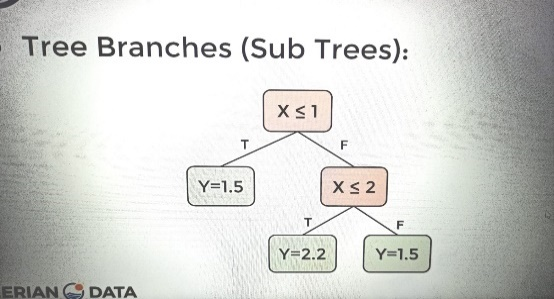 Tree Branches (Sub Trees):
X ≤ 1
T F
Y=1.5 X ≤ 2
T F
Y=2.2 Y=1.5
ERIAN DATA